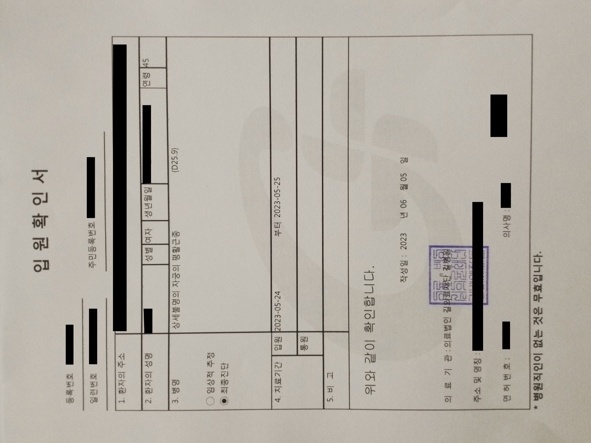 입원확인서
등록번호
일련번호 주민등록번호
1. 환자의 주소
2. 환자의 성명 성별 여자 생년월일 연령 45
3. 병명 상세불명의 자궁의 평활근종 (D25.9)
○ 임상적 추정
◉ 최종진단
4. 치료기간 입원 2023-05-24 부터 2023-05-25
통원
5. 비 고
위와 같이 확인합니다.
작성일 : 2023 년 06 월 05 일
의 료 기 관 : 의료법인
주소 및 명칭
면 허 번 호 : 의사명 :
* 병원직인이 없는 것은 무효입니다.